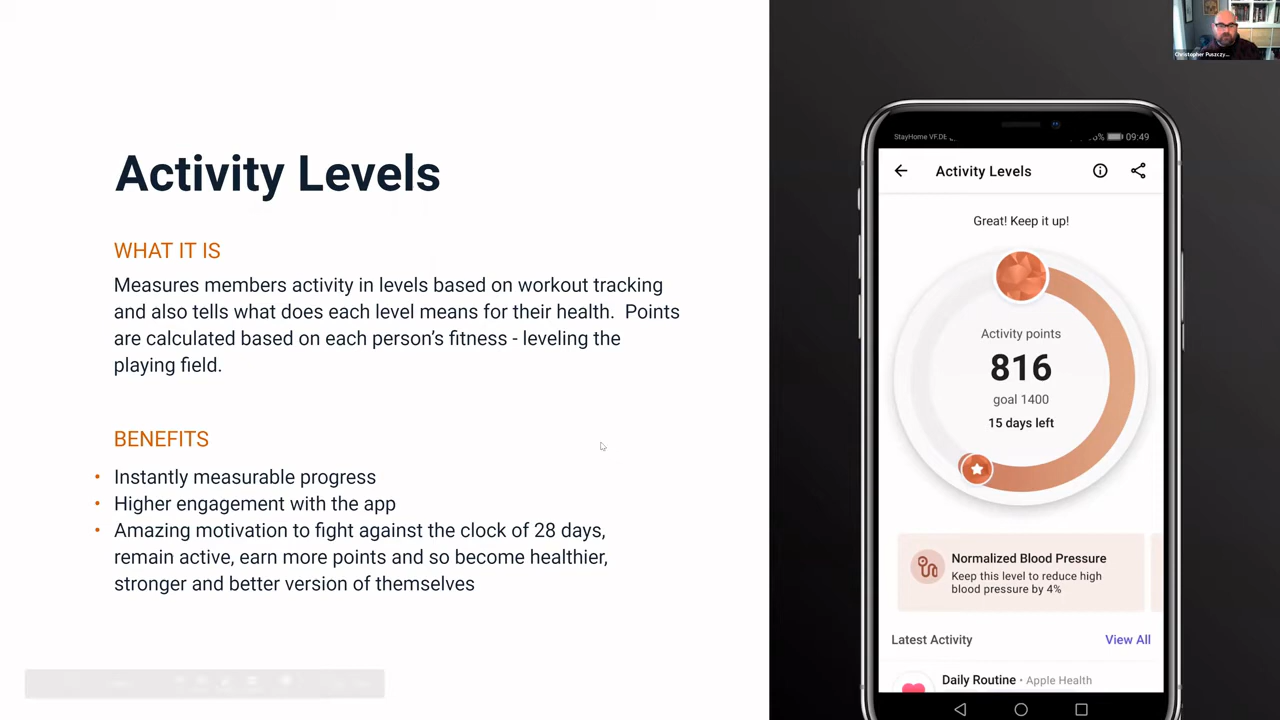 Activity Levels
WHAT IT IS
Measures members activity in levels based on workout tracking
and also tells what does each level means for their health.  Points
are calculated based on each person’s fitness - leveling the
playing field.
BENEFITS
• Instantly measurable progress
• Higher engagement with the app
• Amazing motivation to fight against the clock of 28 days,
remain active, earn more points and so become healthier,
stronger and better version of themselves
Christopher Puszczy...
StayHome VF.DE
09:49
Activity Levels
Great! Keep it up!
Activity points
816
goal 1400
15 days left
Normalized Blood Pressure
Keep this level to reduce high
blood pressure by 4%
Latest Activity
View All
Daily Routine • Apple Health